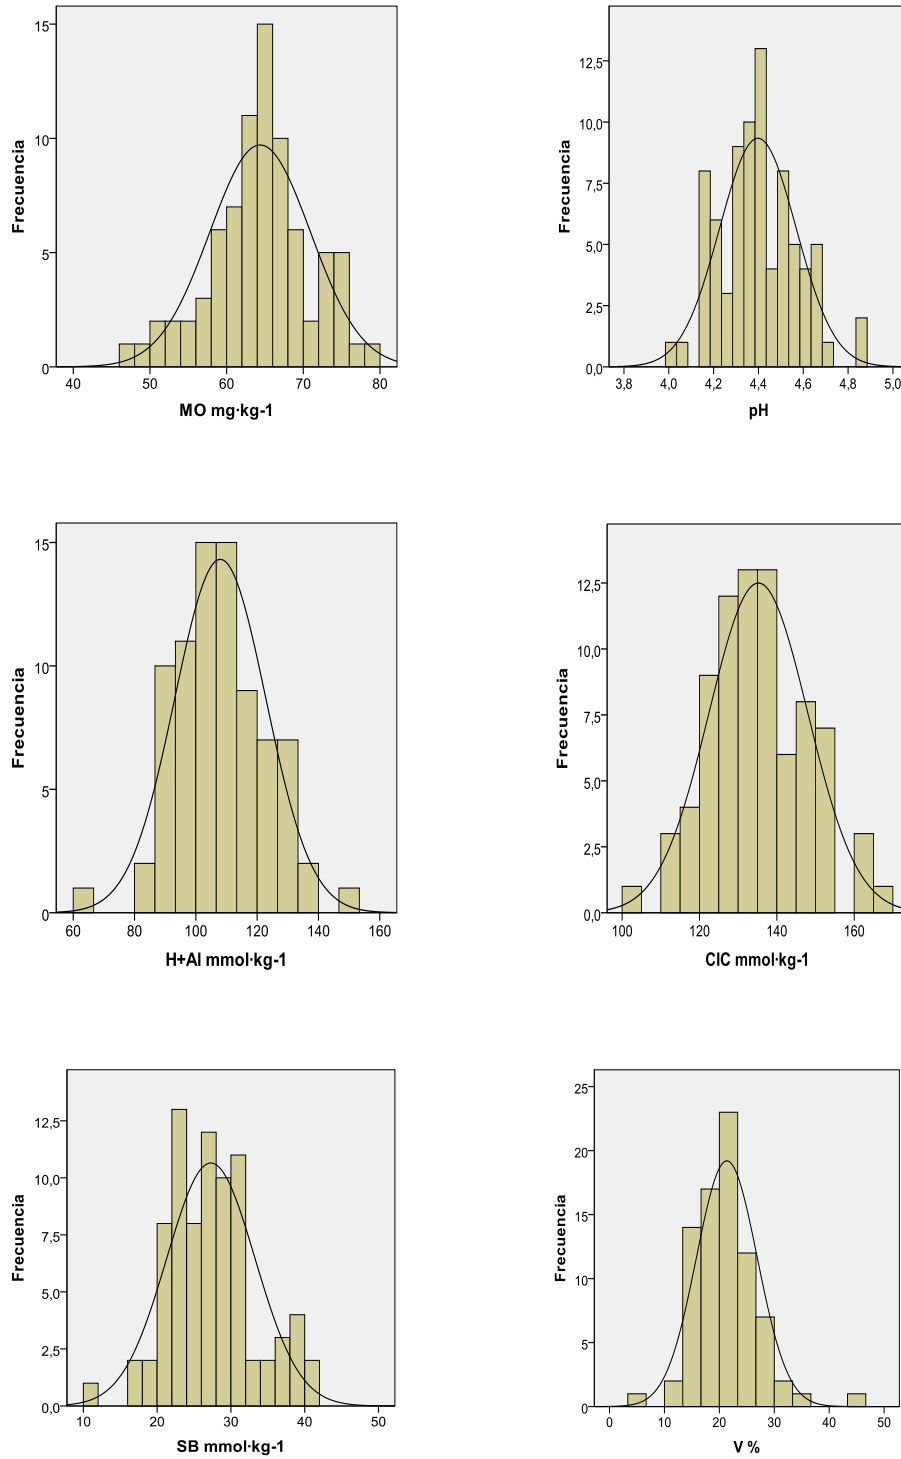 15
10
5
0
Frecuencia
40 50 60 70 80
MO mg·kg-1
12,5
10,0
7,5
5,0
2,5
0,0
Frecuencia
3,8 4,0 4,2 4,4 4,6 4,8 5,0
pH
15
10
5
0
Frecuencia
60 80 100 120 140 160
H+Al mmol·kg-1
12,5
10,0
7,5
5,0
2,5
0,0
Frecuencia
100 120 140 160
CIC mmol·kg-1
12,5
10,0
7,5
5,0
2,5
0,0
Frecuencia
10 20 30 40 50
SB mmol·kg-1
25
20
15
10
5
0
Frecuencia
0 10 20 30 40 50
V %